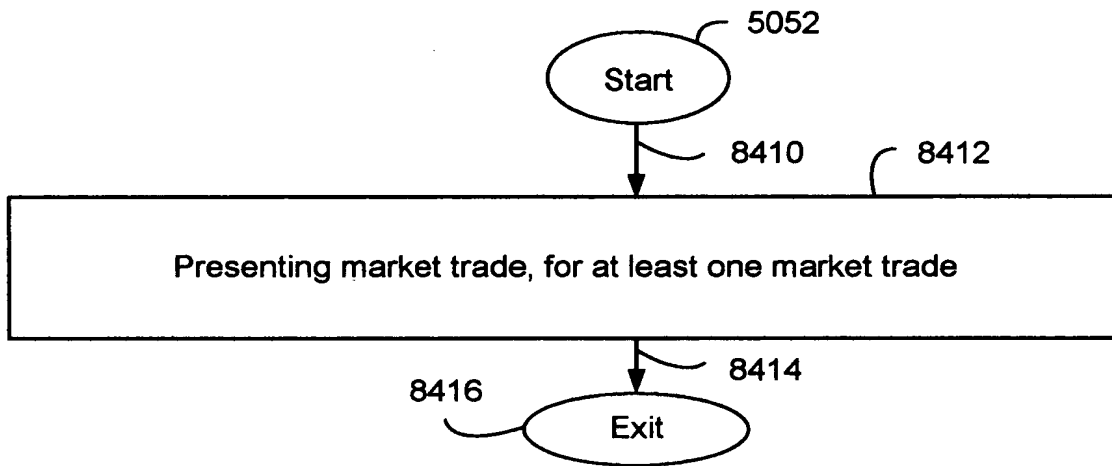 5052
Start
8410
8412
Presenting market trade, for at least one market trade
8414
8416
Exit